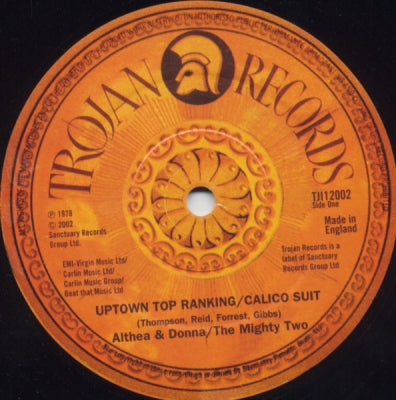 TROJAN RECORDS
TJI12002
Side One
℗ 1978
© 2002
Sanctuary Records
Group Ltd.
Made in
England
EMI-Virgin Music Ltd/
Carlin Music Ltd/
Carlin Music Group/
Beat that Music Ltd
Trojan Records is a
label of Sanctuary
Records Group Ltd.
UPTOWN TOP RANKING/CALICO SUIT
(Thompson, Reid, Forrest, Gibbs)
Althea & Donna/The Mighty Two